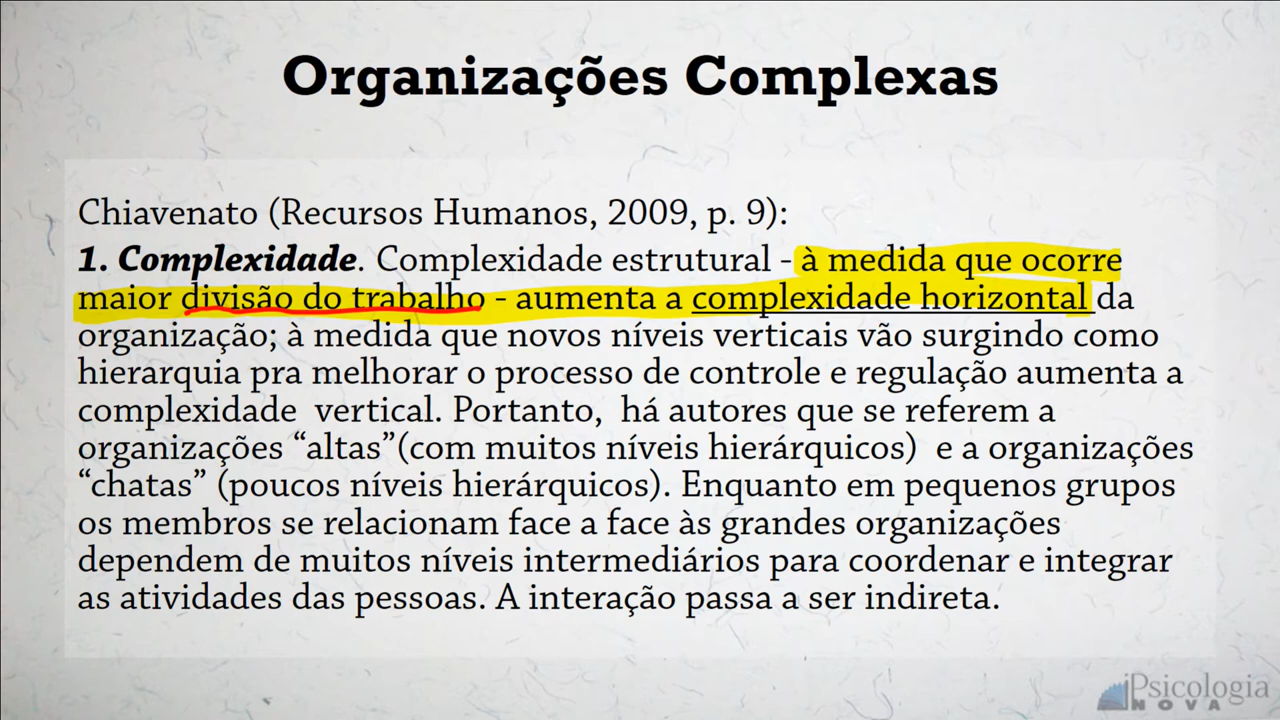 Organizações Complexas
Chiavenato (Recursos Humanos, 2009, p. 9):
1. Complexidade. Complexidade estrutural - à medida que ocorre
maior divisão do trabalho - aumenta a complexidade horizontal da
organização; à medida que novos níveis verticais vão surgindo como
hierarquia pra melhorar o processo de controle e regulação aumenta a
complexidade vertical. Portanto, há autores que se referem a
organizações “altas”(com muitos níveis hierárquicos) e a organizações
“chatas” (poucos níveis hierárquicos). Enquanto em pequenos grupos
os membros se relacionam face a face às grandes organizações
dependem de muitos níveis intermediários para coordenar e integrar
as atividades das pessoas. A interação passa a ser indireta.
Psicologia
NOVA